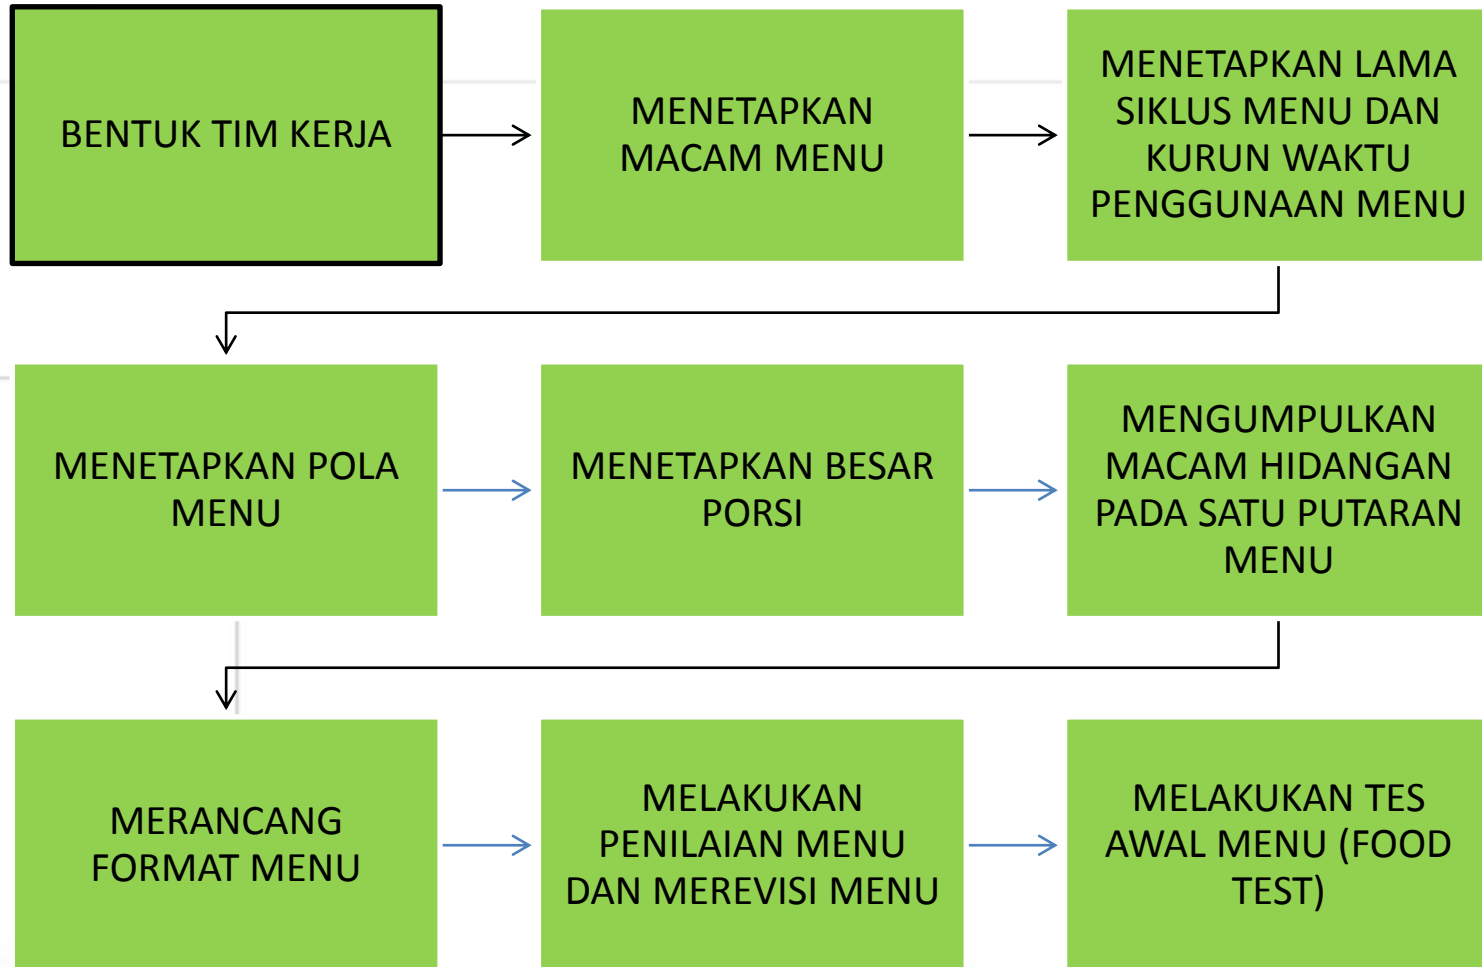 BENTUK TIM KERJA
MENETAPKAN
MACAM MENU
MENETAPKAN LAMA
SIKLUS MENU DAN
KURUN WAKTU
PENGGUNAAN MENU
MENETAPKAN POLA
MENU
MENETAPKAN BESAR
PORSI
MENGUMPULKAN
MACAM HIDANGAN
PADA SATU PUTARAN
MENU
MERANCANG
FORMAT MENU
MELAKUKAN
PENILAIAN MENU
DAN MEREVISI MENU
MELAKUKAN TES
AWAL MENU (FOOD
TEST)